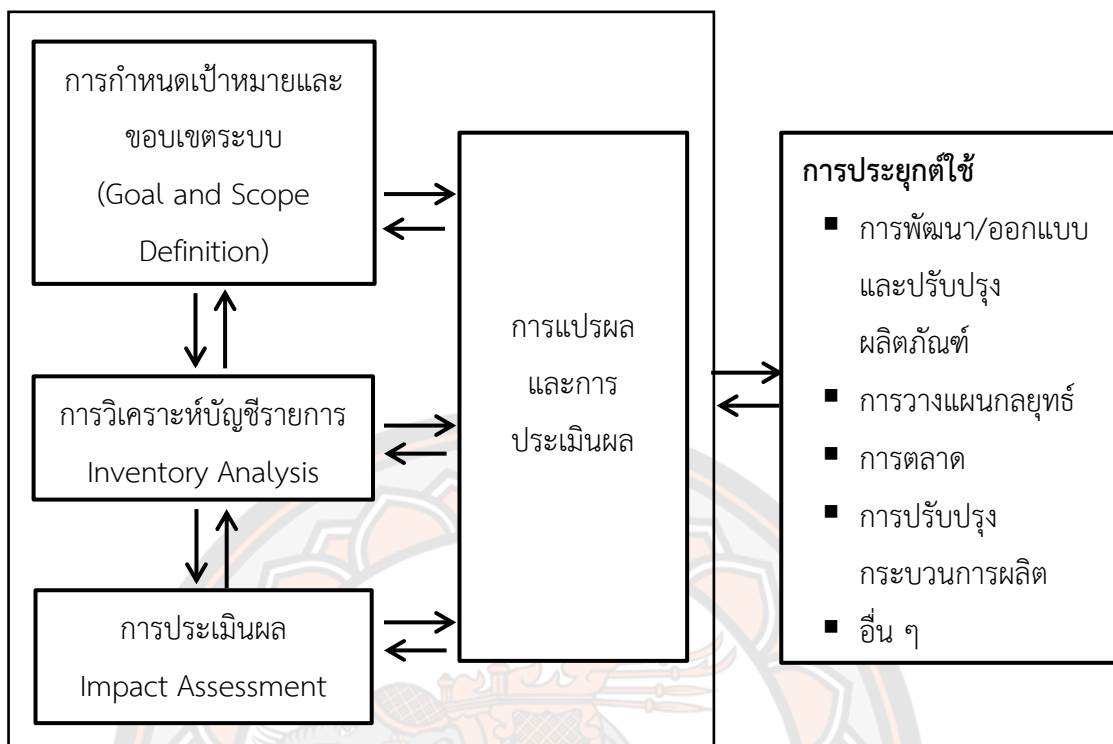 การกำหนดเป้าหมายและ
ขอบเขตระบบ
(Goal and Scope
Definition)
การวิเคราะห์บัญชีรายการ
Inventory Analysis
การประเมินผล
Impact Assessment
การแปรผล
และการ
ประเมินผล
การประยุกต์ใช้
▪ การพัฒนา/ออกแบบ
และปรับปรุง
ผลิตภัณฑ์
▪ การวางแผนกลยุทธ์
▪ การตลาด
▪ การปรับปรุง
กระบวนการผลิต
▪ อื่น ๆ